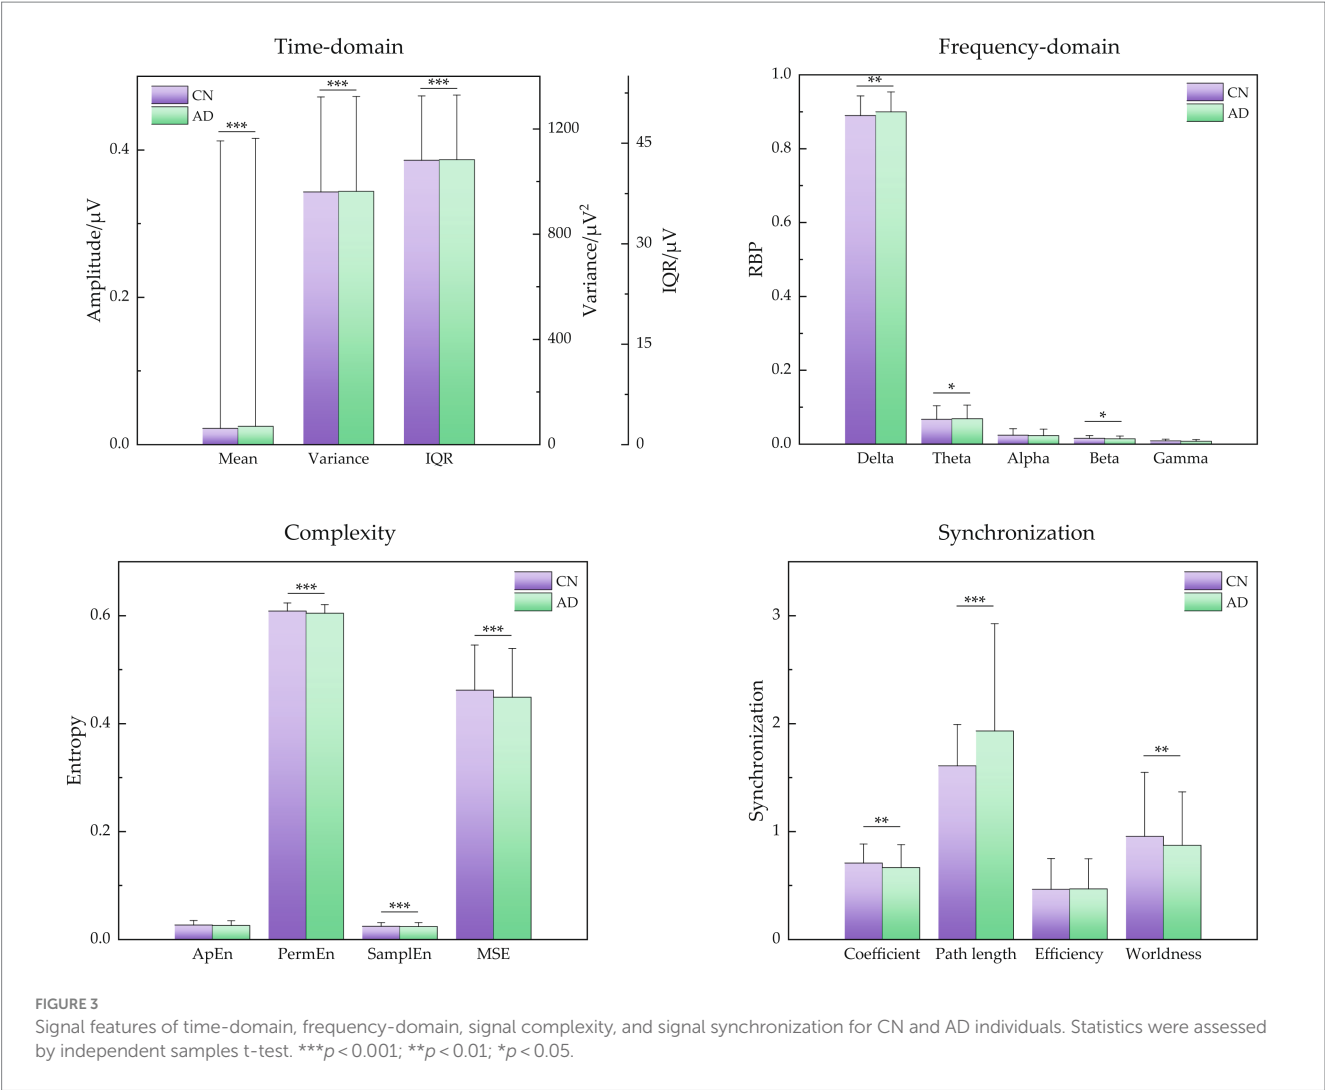 Time-domain
CN
AD
***
***
***
0.4
0.2
0.0
Amplitude/μV
1200
800
400
0
Variance/μV²
45
30
15
0
IQR/μV
Mean
Variance
IQR
Frequency-domain
CN
AD
**
*
*
1.0
0.8
0.6
0.4
0.2
0.0
RBP
Delta
Theta
Alpha
Beta
Gamma
Complexity
CN
AD
***
***
***
0.6
0.4
0.2
0.0
Entropy
ApEn
PermEn
SamplEn
MSE
Synchronization
CN
AD
**
***
**
3
2
1
0
Synchronization
Coefficient
Path length
Efficiency
Worldness
FIGURE 3
Signal features of time-domain, frequency-domain, signal complexity, and signal synchronization for CN and AD individuals. Statistics were assessed
by independent samples t-test. ***p < 0.001; **p < 0.01; *p < 0.05.